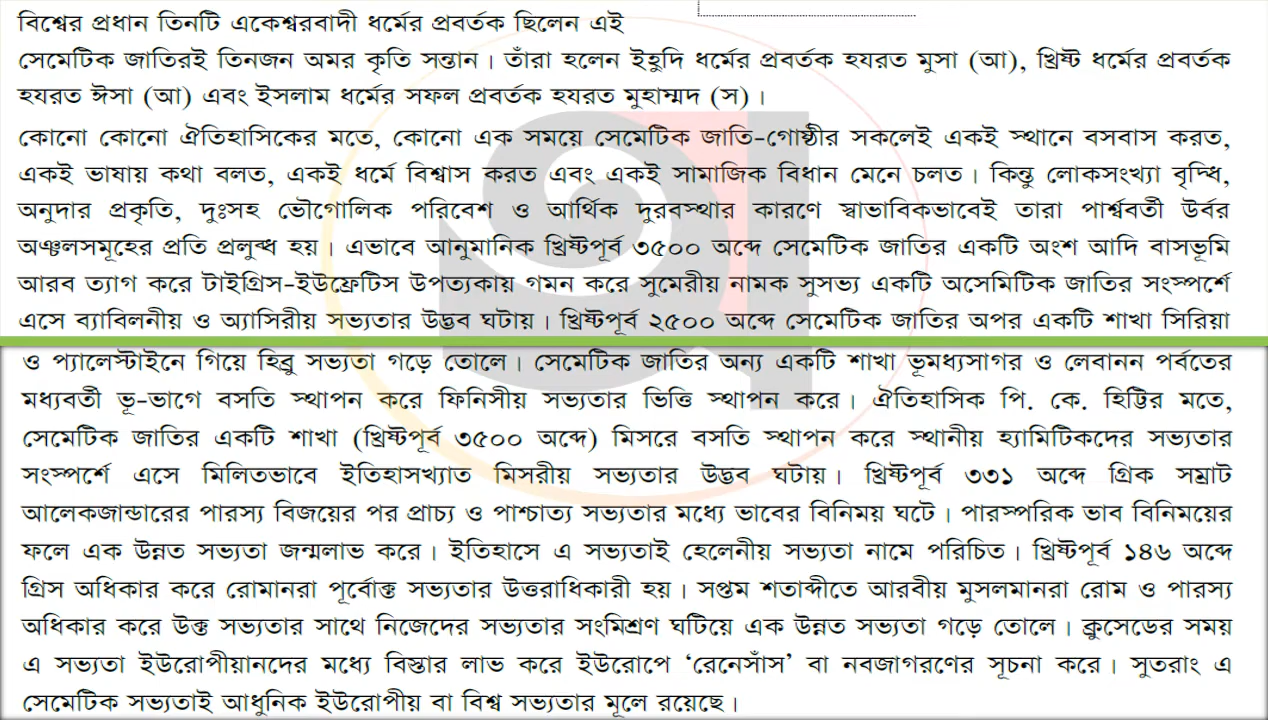 বিশ্বের প্রধান তিনটি একেশ্বরবাদী ধর্মের প্রবর্তক ছিলেন এই
সেমেটিক জাতিরই তিনজন অমর কৃতি সন্তান। তাঁরা হলেন ইহুদি ধর্মের প্রবর্তক হযরত মুসা (আ), খ্রিষ্ট ধর্মের প্রবর্তক
হযরত ঈসা (আ) এবং ইসলাম ধর্মের সফল প্রবর্তক হযরত মুহাম্মদ (স)।
কোনো কোনো ঐতিহাসিকের মতে, কোনো এক সময়ে সেমেটিক জাতি-গোষ্ঠীর সকলেই একই স্থানে বসবাস করত,
একই ভাষায় কথা বলত, একই ধর্মে বিশ্বাস করত এবং একই সামাজিক বিধান মেনে চলত। কিন্তু লোকসংখ্যা বৃদ্ধি,
অনুদার প্রকৃতি, দুঃসহ ভৌগোলিক পরিবেশ ও আর্থিক দুরবস্থার কারণে স্বাভাবিকভাবেই তারা পার্শ্ববর্তী উর্বর
অঞ্চলসমূহের প্রতি প্রলুব্ধ হয়। এভাবে আনুমানিক খ্রিষ্টপূর্ব ৩৫০০ অব্দে সেমেটিক জাতির একটি অংশ আদি বাসভূমি
আরব ত্যাগ করে টাইগ্রিস-ইউফ্রেটিস উপত্যকায় গমন করে সুমেরীয় নামক সুসভ্য একটি অসেমিটিক জাতির সংস্পর্শে
এসে ব্যাবিলনীয় ও অ্যাসিরীয় সভ্যতার উদ্ভব ঘটায়। খ্রিষ্টপূর্ব ২৫০০ অব্দে সেমেটিক জাতির অপর একটি শাখা সিরিয়া
ও প্যালেস্টাইনে গিয়ে হিব্রু সভ্যতা গড়ে তোলে। সেমেটিক জাতির অন্য একটি শাখা ভূমধ্যসাগর ও লেবানন পর্বতের
মধ্যবর্তী ভূ-ভাগে বসতি স্থাপন করে ফিনিসীয় সভ্যতার ভিত্তি স্থাপন করে। ঐতিহাসিক পি. কে. হিট্টির মতে,
সেমেটিক জাতির একটি শাখা (খ্রিষ্টপূর্ব ৩৫০০ অব্দে) মিসরে বসতি স্থাপন করে স্থানীয় হ্যামিটিকদের সভ্যতার
সংস্পর্শে এসে মিলিতভাবে ইতিহাসখ্যাত মিসরীয় সভ্যতার উদ্ভব ঘটায়। খ্রিষ্টপূর্ব ৩৩১ অব্দে গ্রিক সম্রাট
আলেকজান্ডারের পারস্য বিজয়ের পর প্রাচ্য ও পাশ্চাত্য সভ্যতার মধ্যে ভাবের বিনিময় ঘটে। পারস্পরিক ভাব বিনিময়ের
ফলে এক উন্নত সভ্যতা জন্মলাভ করে। ইতিহাসে এ সভ্যতাই হেলেনীয় সভ্যতা নামে পরিচিত। খ্রিষ্টপূর্ব ১৪৬ অব্দে
গ্রিস অধিকার করে রোমানরা পূর্বোক্ত সভ্যতার উত্তরাধিকারী হয়। সপ্তম শতাব্দীতে আরবীয় মুসলমানরা রোম ও পারস্য
অধিকার করে উক্ত সভ্যতার সাথে নিজেদের সভ্যতার সংমিশ্রণ ঘটিয়ে এক উন্নত সভ্যতা গড়ে তোলে। ক্রুসেডের সময়
এ সভ্যতা ইউরোপীয়ানদের মধ্যে বিস্তার লাভ করে ইউরোপে ‘রেনেসাঁস’ বা নবজাগরণের সূচনা করে। সুতরাং এ
সেমেটিক সভ্যতাই আধুনিক ইউরোপীয় বা বিশ্ব সভ্যতার মূলে রয়েছে।